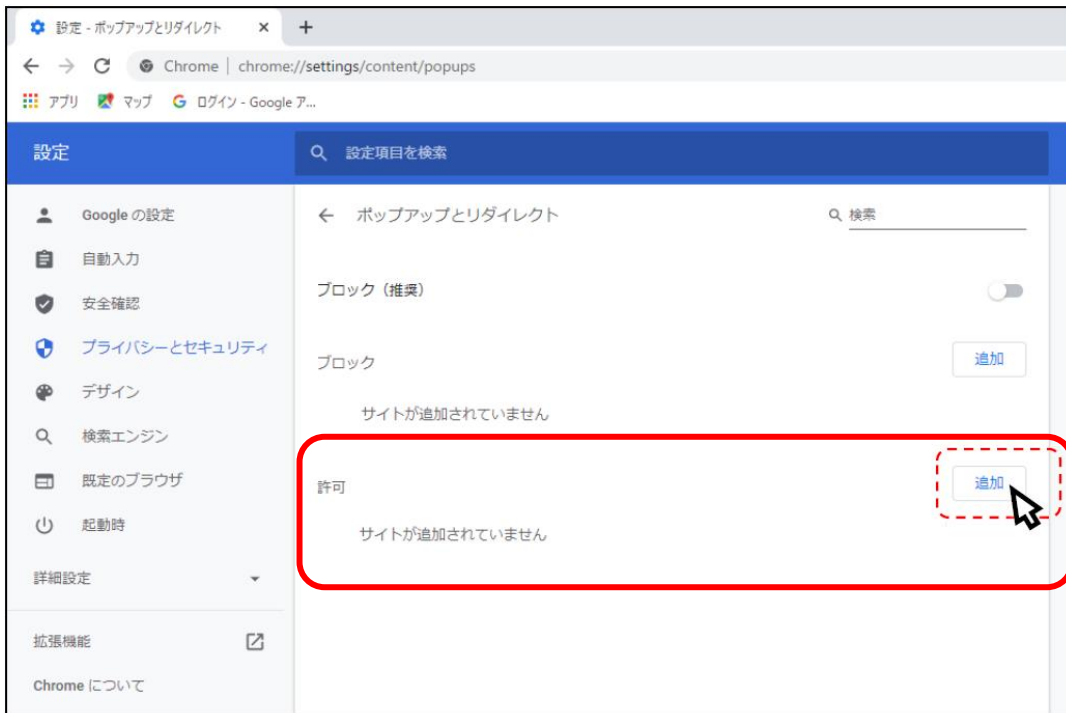 設定 - ポップアップとリダイレクト
Chrome | chrome://settings/content/popups
アプリ マップ G ログイン - Google ア...
設定
設定項目を検索
Google の設定
自動入力
安全確認
プライバシーとセキュリティ
デザイン
検索エンジン
既定のブラウザ
起動時
詳細設定
拡張機能
Chrome について
ポップアップとリダイレクト
検索
ブロック（推奨）
ブロック
追加
サイトが追加されていません
許可
追加
サイトが追加されていません